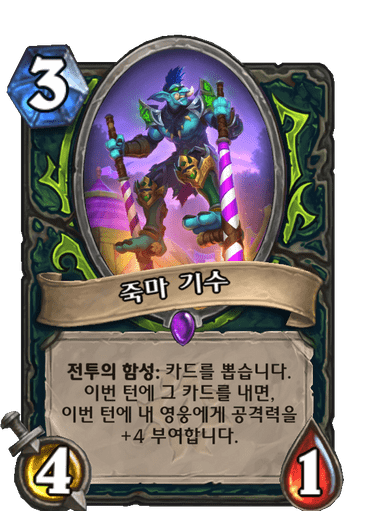 3
죽마 기수
전투의 함성: 카드를 뽑습니다.
이번 턴에 그 카드를 내면,
이번 턴에 내 영웅에게 공격력을
+4 부여합니다.
4
1